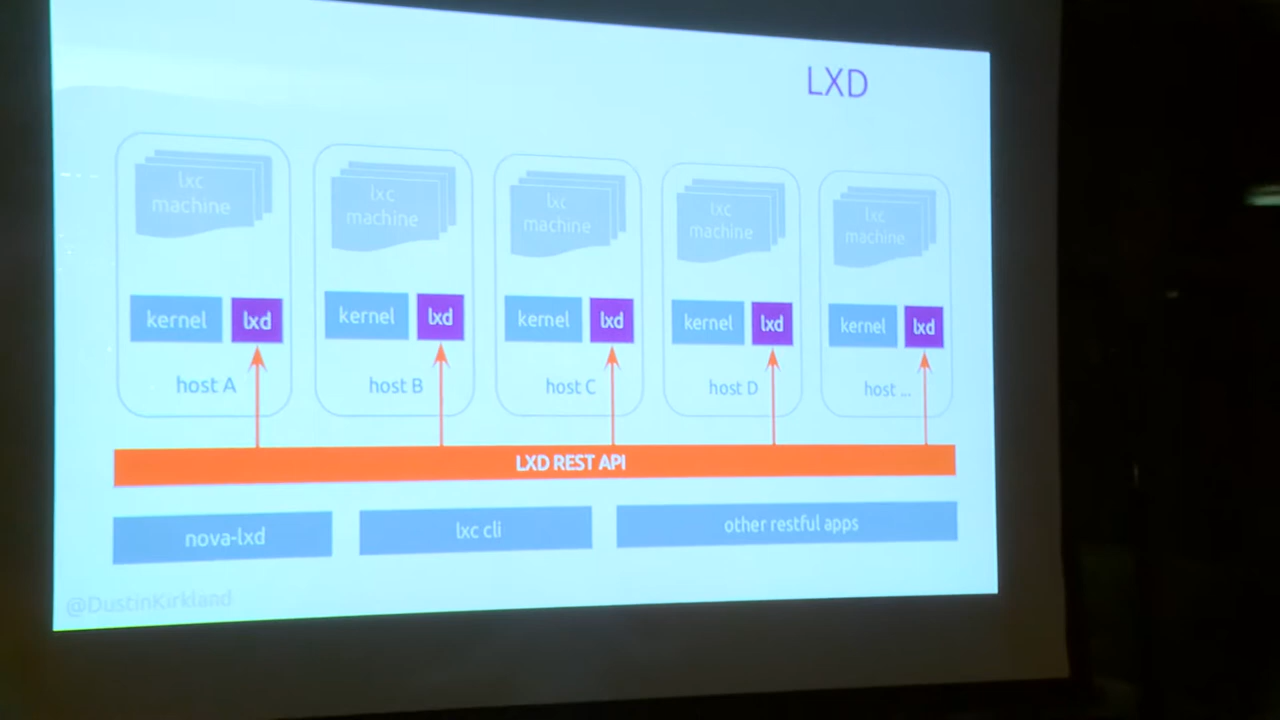 LXD
lxc
machine
lxc
machine
lxc
machine
lxc
machine
lxc
machine
kernel
lxd
kernel
lxd
kernel
lxd
kernel
lxd
kernel
lxd
host A
host B
host C
host D
host ...
LXD REST API
nova-lxd
lxc cli
other restful apps
@DustinKirkland